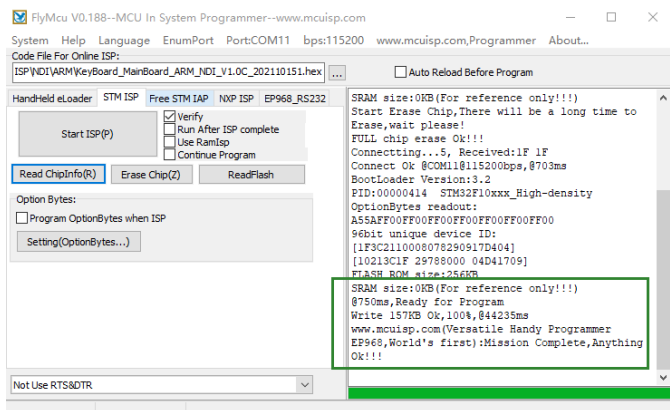 FlyMcu V0.188--MCU In System Programmer--www.mcuisp.com
System Help Language EnumPort Port:COM11 bps:115200 www.mcuisp.com,Programmer About...
Code File For Online ISP:
ISP\NDI\ARM\KeyBoard_MainBoard_ARM_NDI_V1.0C_202110151.hex ...
Auto Reload Before Program
HandHeld eLoader STM ISP Free STM IAP NXP ISP EP968_RS232
Start ISP(P)
Verify
Run After ISP complete
Use RamIsp
Continue Program
Read ChipInfo(R) Erase Chip(Z) ReadFlash
Option Bytes:
Program OptionBytes when ISP
Setting(OptionBytes...)
Not Use RTS&DTR
SRAM size:0KB(For reference only!!!)
Start Erase Chip,There will be a long time to
Erase,wait please!
FULL chip erase Ok!!!
Connectting...5, Received:1F 1F
Connect Ok @COM11@115200bps,@703ms
BootLoader Version:3.2
PID:00000414 STM32F10xxx_High-density
OptionBytes readout:
A55AFF00FF00FF00FF00FF00FF00FF00
96bit unique device ID:
[1F3C2110008078290917D404]
[10213C1F 29788000 04D41709]
FLASH ROM size:256KB
SRAM size:0KB(For reference only!!!)
@750ms,Ready for Program
Write 157KB Ok,100%,@44235ms
www.mcuisp.com(Versatile Handy Programmer
EP968,World's first):Mission Complete,Anything
Ok!!!